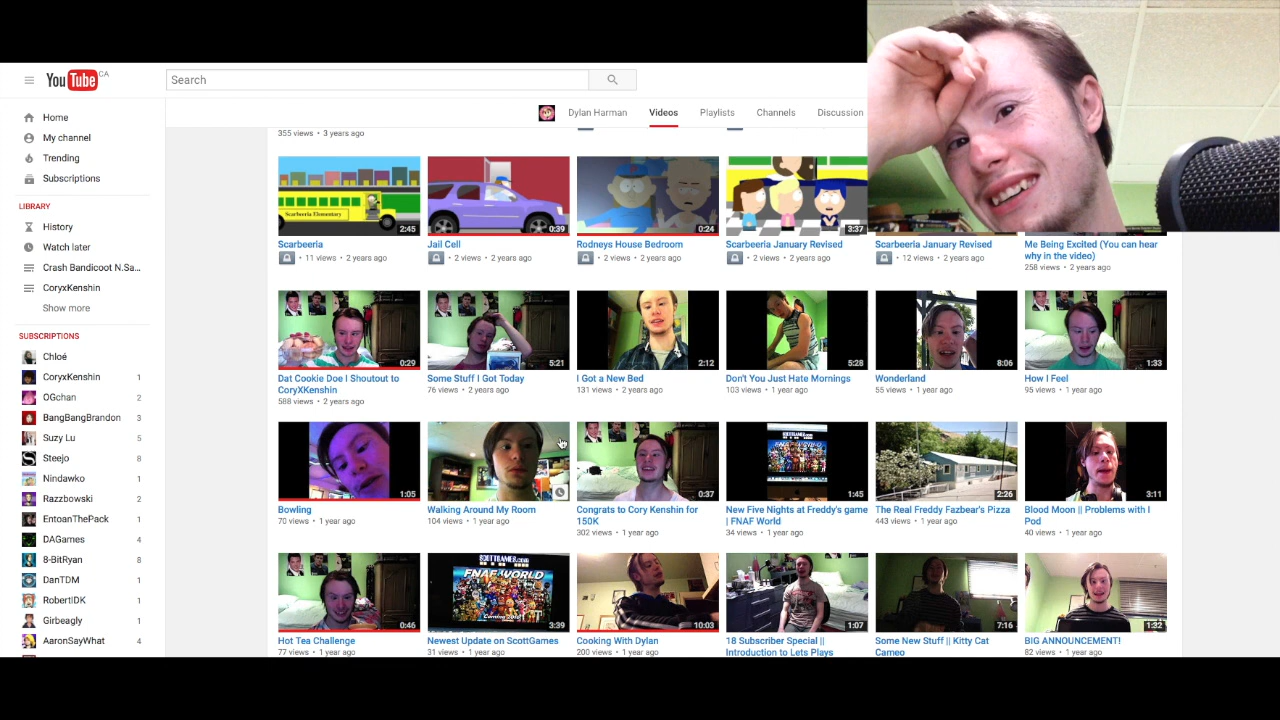 YouTube CA
Search
Home
My channel
Trending
Subscriptions
LIBRARY
History
Watch later
Crash Bandicoot N.Sa...
CoryxKenshin
Show more
SUBSCRIPTIONS
Chloé
CoryxKenshin 1
OGchan 2
BangBangBrandon 3
Suzy Lu 5
Steejo 8
Nindawko 1
Razzbowski 2
EntoanThePack 1
DAGames 4
8-BitRyan 8
DanTDM 1
RobertIDK 1
Girbeagly 1
AaronSayWhat 4
Dylan Harman Videos Playlists Channels Discussion
355 views • 3 years ago
Scarbeeria Elementary
2:45 0:39 0:24 3:37
Scarbeeria
11 views • 2 years ago
Jail Cell
2 views • 2 years ago
Rodneys House Bedroom
2 views • 2 years ago
Scarbeeria January Revised
2 views • 2 years ago
Scarbeeria January Revised
12 views • 2 years ago
Me Being Excited (You can hear
why in the video)
258 views • 2 years ago
0:29 5:21 2:12 5:28 8:06 1:33
Dat Cookie Doe I Shoutout to
CoryXKenshin
588 views • 2 years ago
Some Stuff I Got Today
76 views • 2 years ago
I Got a New Bed
131 views • 2 years ago
Don't You Just Hate Mornings
103 views • 1 year ago
Wonderland
55 views • 1 year ago
How I Feel
95 views • 1 year ago
1:05 0:37 1:45 2:26 3:11
Bowling
70 views • 1 year ago
Walking Around My Room
104 views • 1 year ago
Congrats to Cory Kenshin for
150K
302 views • 1 year ago
New Five Nights at Freddy's game
| FNAF World
34 views • 1 year ago
The Real Freddy Fazbear's Pizza
443 views • 1 year ago
Blood Moon || Problems with I
Pod
40 views • 1 year ago
SCOTTGAMES.COM
FNAF WORLD
0:46 3:39 10:03 1:07 7:16 1:32
Hot Tea Challenge
77 views • 1 year ago
Newest Update on ScottGames
31 views • 1 year ago
Cooking With Dylan
200 views • 1 year ago
18 Subscriber Special ||
Introduction to Lets Plays
Some New Stuff || Kitty Cat
Cameo
BIG ANNOUNCEMENT!
82 views • 1 year ago